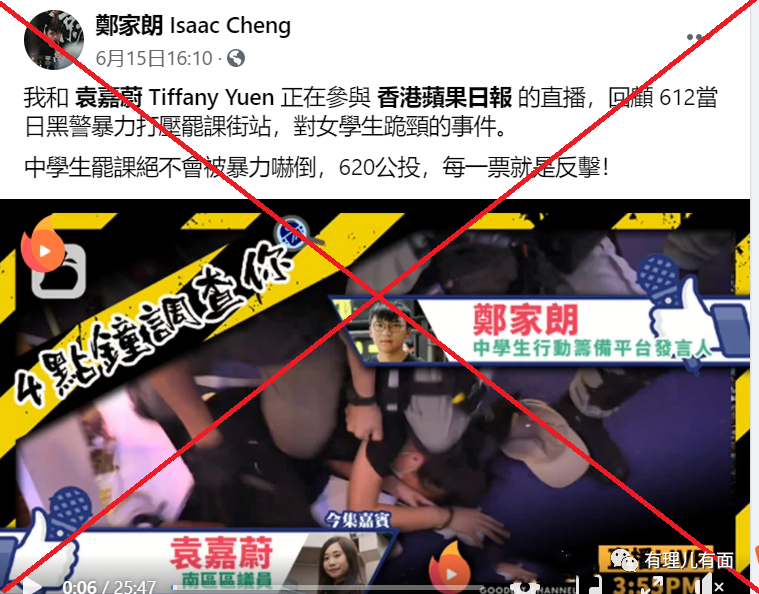 鄭家朗 Isaac Cheng
6月15日16:10 ·
我和 袁嘉蔚 Tiffany Yuen 正在參與 香港蘋果日報 的直播，回顧 612當
日黑警暴力打壓罷課街站，對女學生跪頸的事件。
中學生罷課絕不會被暴力嚇倒，620公投，每一票就是反擊！
4點鐘調查你
鄭家朗
中學生行動籌備平台發言人
今集嘉賓
袁嘉蔚
南區區議員
有理儿有面
3:59PM
0:06 / 25:47